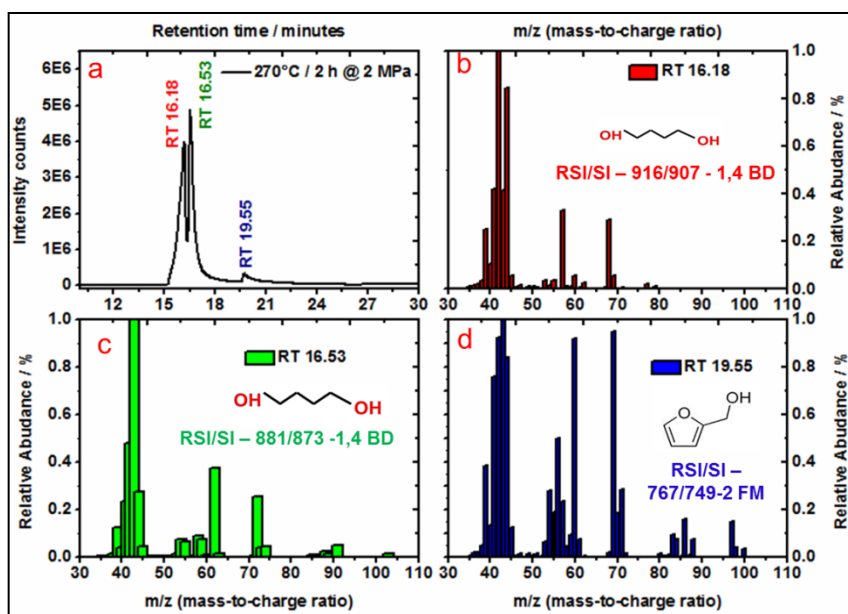 Retention time / minutes
m/z (mass-to-charge ratio)
a
6E6
5E6
4E6
3E6
2E6
1E6
0
Intensity counts
RT 16.18
RT 16.53
RT 19.55
270°C / 2 h @ 2 MPa
12 15 18 21 24 27 30
b
RT 16.18
OH
OH
RSI/SI – 916/907 - 1,4 BD
1.0
0.8
0.6
0.4
0.2
0.0
Relative Abudance / %
30 40 50 60 70 80 90 100 110
c
1.0
0.8
0.6
0.4
0.2
0.0
Relative Abudance / %
RT 16.53
OH
OH
RSI/SI – 881/873 -1,4 BD
30 40 50 60 70 80 90 100 110
m/z (mass-to-charge ratio)
d
RT 19.55
OH
O
RSI/SI –
767/749-2 FM
1.0
0.8
0.6
0.4
0.2
0.0
Relative Abudance / %
30 40 50 60 70 80 90 100 110
m/z (mass-to-charge ratio)